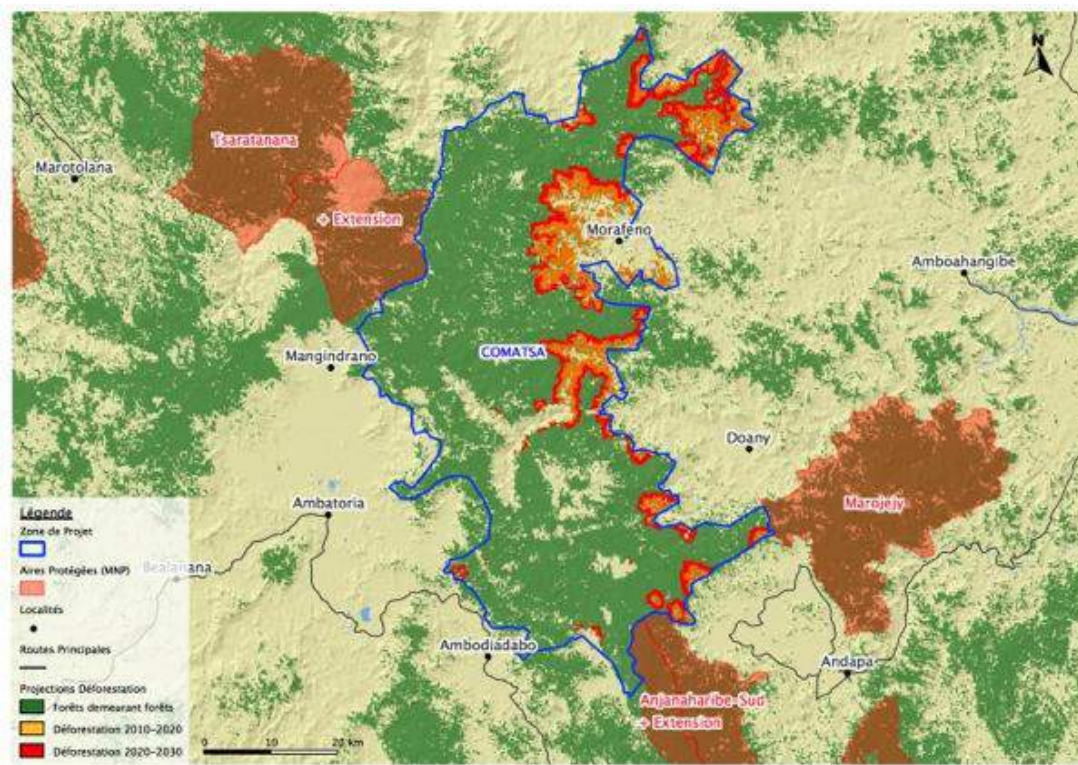 N
Tsaratanana
Marotolana
+ Extension
Morafeno
Amboahangibe
COMATSA
Mangindrano
Doany
Marojejy
Ambatoria
Légende
Zone de Projet
Bealanana
Aires Protégées (MNP)
Localités
Routes Principales
Ambodiadabo
Andapa
Anjanaharibe-Sud
+ Extension
Projections Déforestation
Forêts demeurant forêts
Déforestation 2010-2020
Déforestation 2020-2030
0 10 20 km